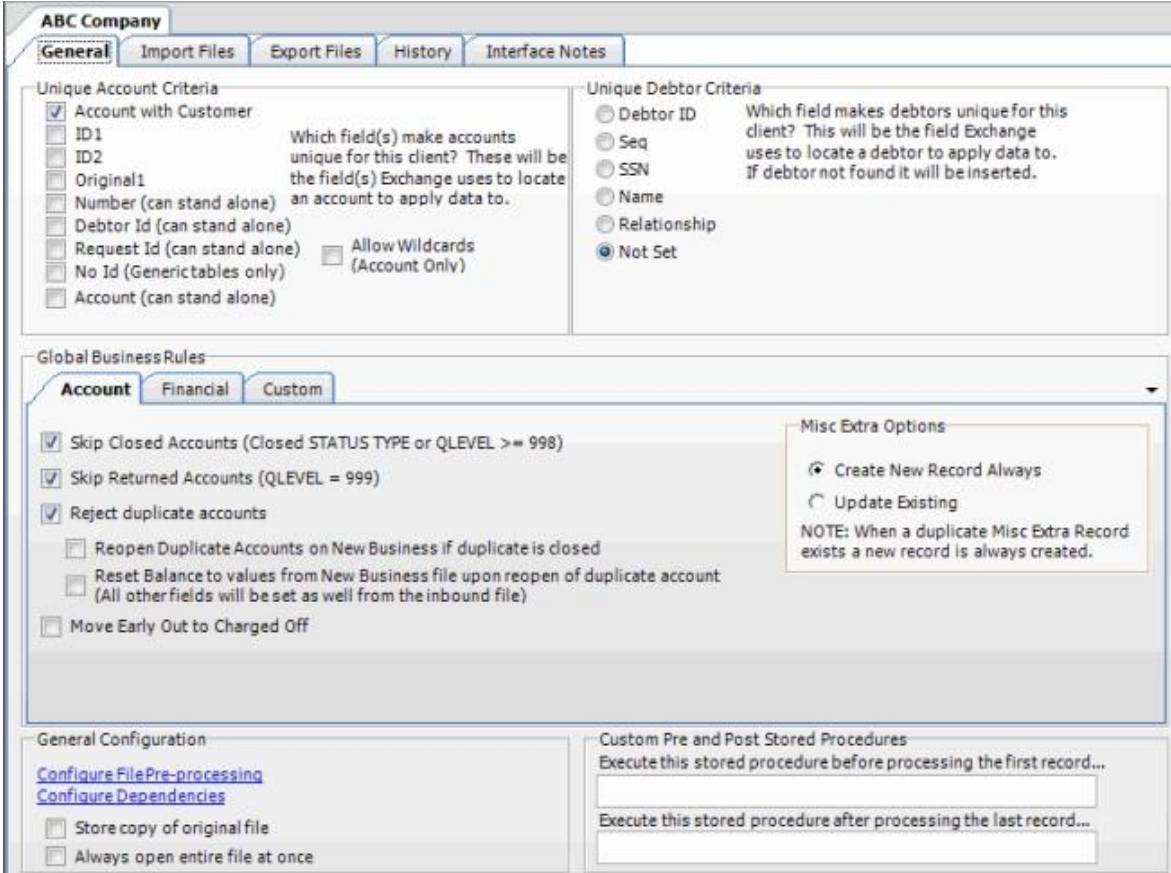 ABC Company
General Import Files Export Files History Interface Notes
Unique Account Criteria
Account with Customer
ID1
ID2
Original1
Number (can stand alone)
Debtor Id (can stand alone)
Request Id (can stand alone)
No Id (Generic tables only)
Account (can stand alone)
Which field(s) make accounts
unique for this client? These will be
the field(s) Exchange uses to locate
an account to apply data to.
Allow Wildcards
(Account Only)
Unique Debtor Criteria
Debtor ID
Seq
SSN
Name
Relationship
Not Set
Which field makes debtors unique for this
client? This will be the field Exchange
uses to locate a debtor to apply data to.
If debtor not found it will be inserted.
Global Business Rules
Account Financial Custom
Skip Closed Accounts (Closed STATUS TYPE or QLEVEL >= 998)
Skip Returned Accounts (QLEVEL = 999)
Reject duplicate accounts
Reopen Duplicate Accounts on New Business if duplicate is closed
Reset Balance to values from New Business file upon reopen of duplicate account
(All other fields will be set as well from the inbound file)
Move Early Out to Charged Off
Misc Extra Options
Create New Record Always
Update Existing
NOTE: When a duplicate Misc Extra Record
exists a new record is always created.
General Configuration
Configure File Pre-processing
Configure Dependencies
Store copy of original file
Always open entire file at once
Custom Pre and Post Stored Procedures
Execute this stored procedure before processing the first record...
Execute this stored procedure after processing the last record...